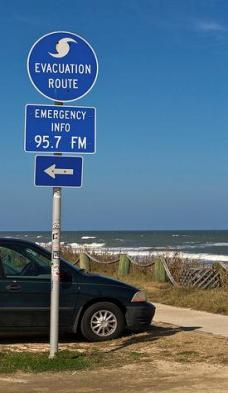 EVACUATION
ROUTE
EMERGENCY
INFO
95.7 FM